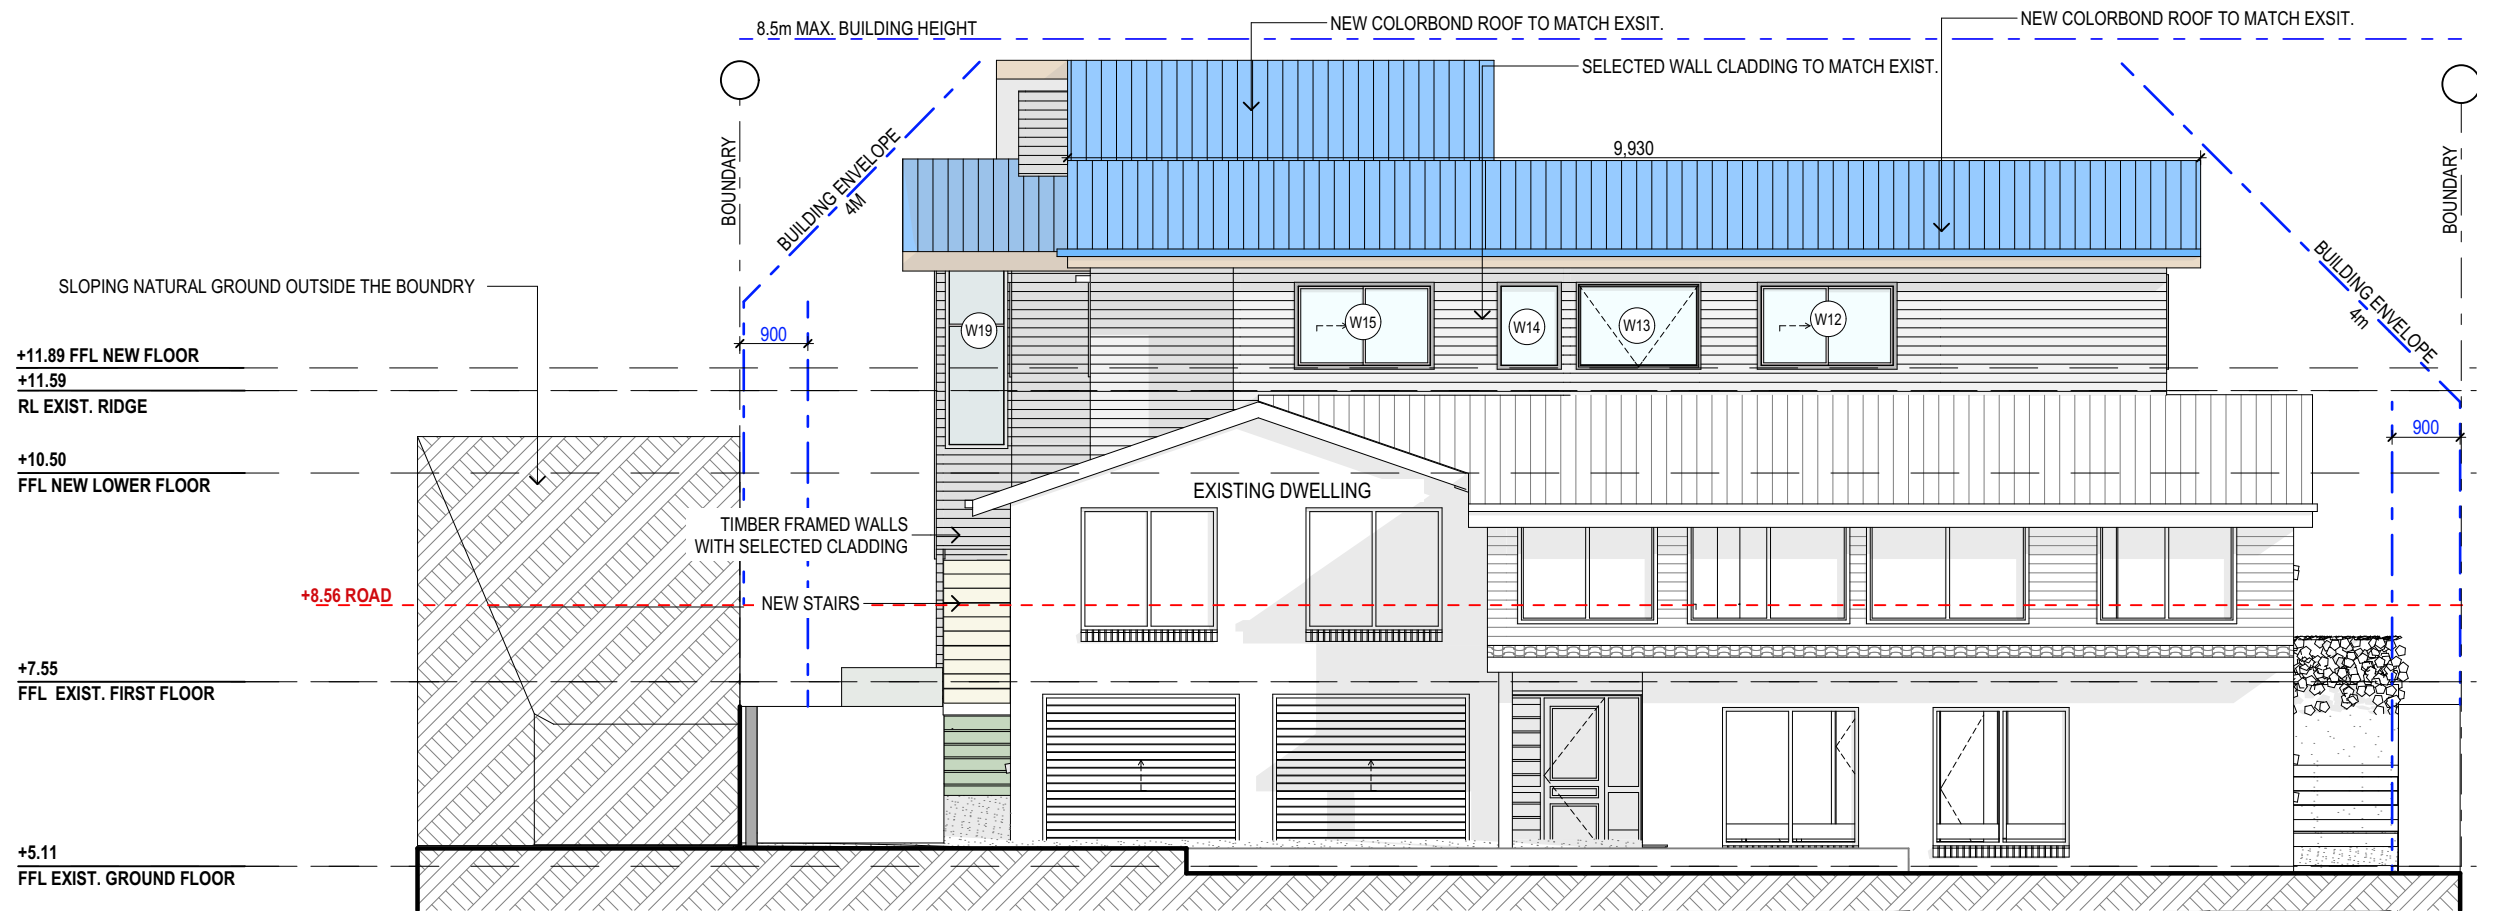 8.5m MAX. BUILDING HEIGHT
NEW COLORBOND ROOF TO MATCH EXSIT.
NEW COLORBOND ROOF TO MATCH EXSIT.
SELECTED WALL CLADDING TO MATCH EXIST.
BOUNDARY
BUILDING ENVELOPE
4M
9,930
BOUNDARY
BUILDING ENVELOPE
4m
SLOPING NATURAL GROUND OUTSIDE THE BOUNDRY
900
W19
W15
W14
W13
W12
+11.89 FFL NEW FLOOR
+11.59
RL EXIST. RIDGE
900
+10.50
FFL NEW LOWER FLOOR
EXISTING DWELLING
TIMBER FRAMED WALLS
WITH SELECTED CLADDING
+8.56 ROAD
NEW STAIRS
+7.55
FFL EXIST. FIRST FLOOR
+5.11
FFL EXIST. GROUND FLOOR